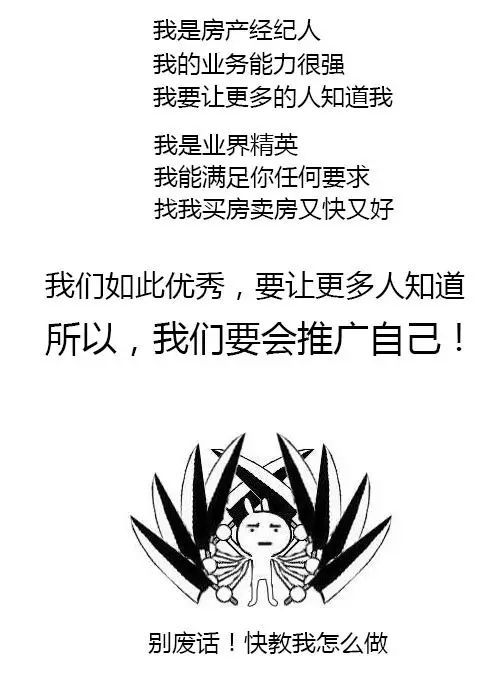 我是房产经纪人
我的业务能力很强
我要让更多的人知道我
我是业界精英
我能满足你任何要求
找我买房卖房又快又好
我们如此优秀，要让更多人知道
所以，我们要会推广自己！
别废话！快教我怎么做